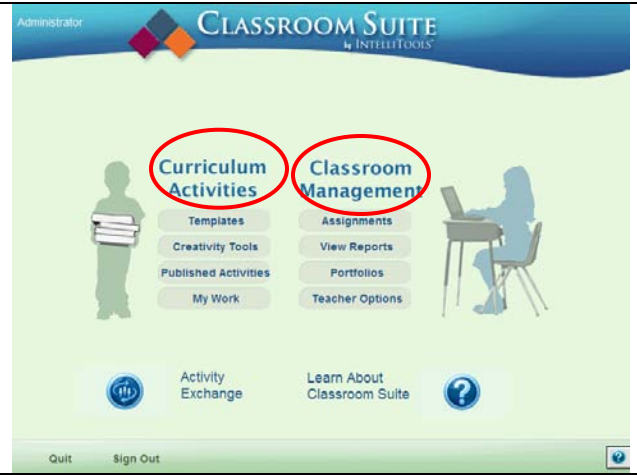 Administrator
CLASSROOM SUITE
by INTELLITOOLS
Curriculum
Activities
Templates
Creativity Tools
Published Activities
My Work
Classroom
Management
Assignments
View Reports
Portfolios
Teacher Options
Activity
Exchange
Learn About
Classroom Suite
?
Quit
Sign Out
?